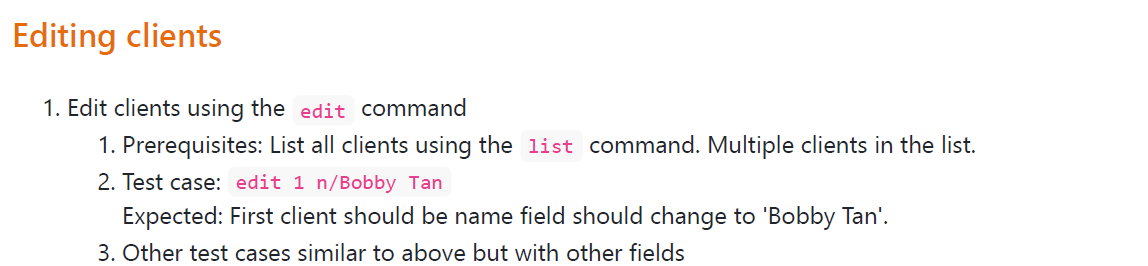 Editing clients
1. Edit clients using the edit command
1. Prerequisites: List all clients using the list command. Multiple clients in the list.
2. Test case: edit 1 n/Bobby Tan
Expected: First client should be name field should change to 'Bobby Tan'.
3. Other test cases similar to above but with other fields